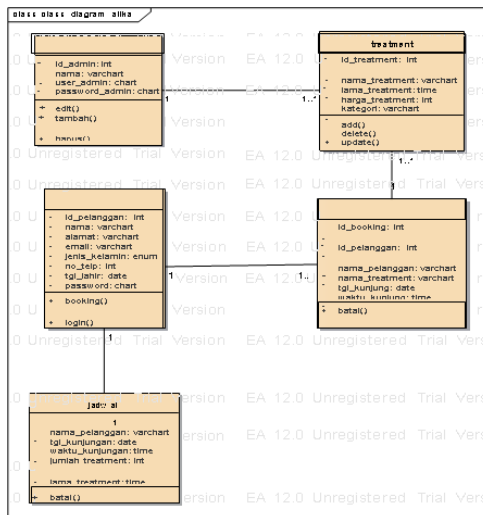 class class_diagram alika
id_admin: int
nama: varchart
user_admin: chart
password_admin: chart
edit()
tambah()
hapus()
treatment
id_treatment: int
nama_treatment: varchart
lama_treatment:time
harga_treatment: int
kategori: varchart
add()
delete()
update()
1
1..*
1..*
1
id_pelanggan: int
nama: varchart
alamat: varchart
email: varchart
jenis_kelamin: enum
no_telp: int
tgl_lahir: date
password: chart
booking()
login()
id_booking: int
id_pelanggan: int
nama_pelanggan: varchart
nama_treatment: varchart
tgl_kunjung: date
waktu_kunjung: time
batal()
1
1..
1
jadwal
1
nama_pelanggan: varchart
tgl_kunjungan: date
waktu_kunjungan: time
jumlah_treatment: int
lama_treatment: time
batal()
EA 12.0 Unregistered Trial Version